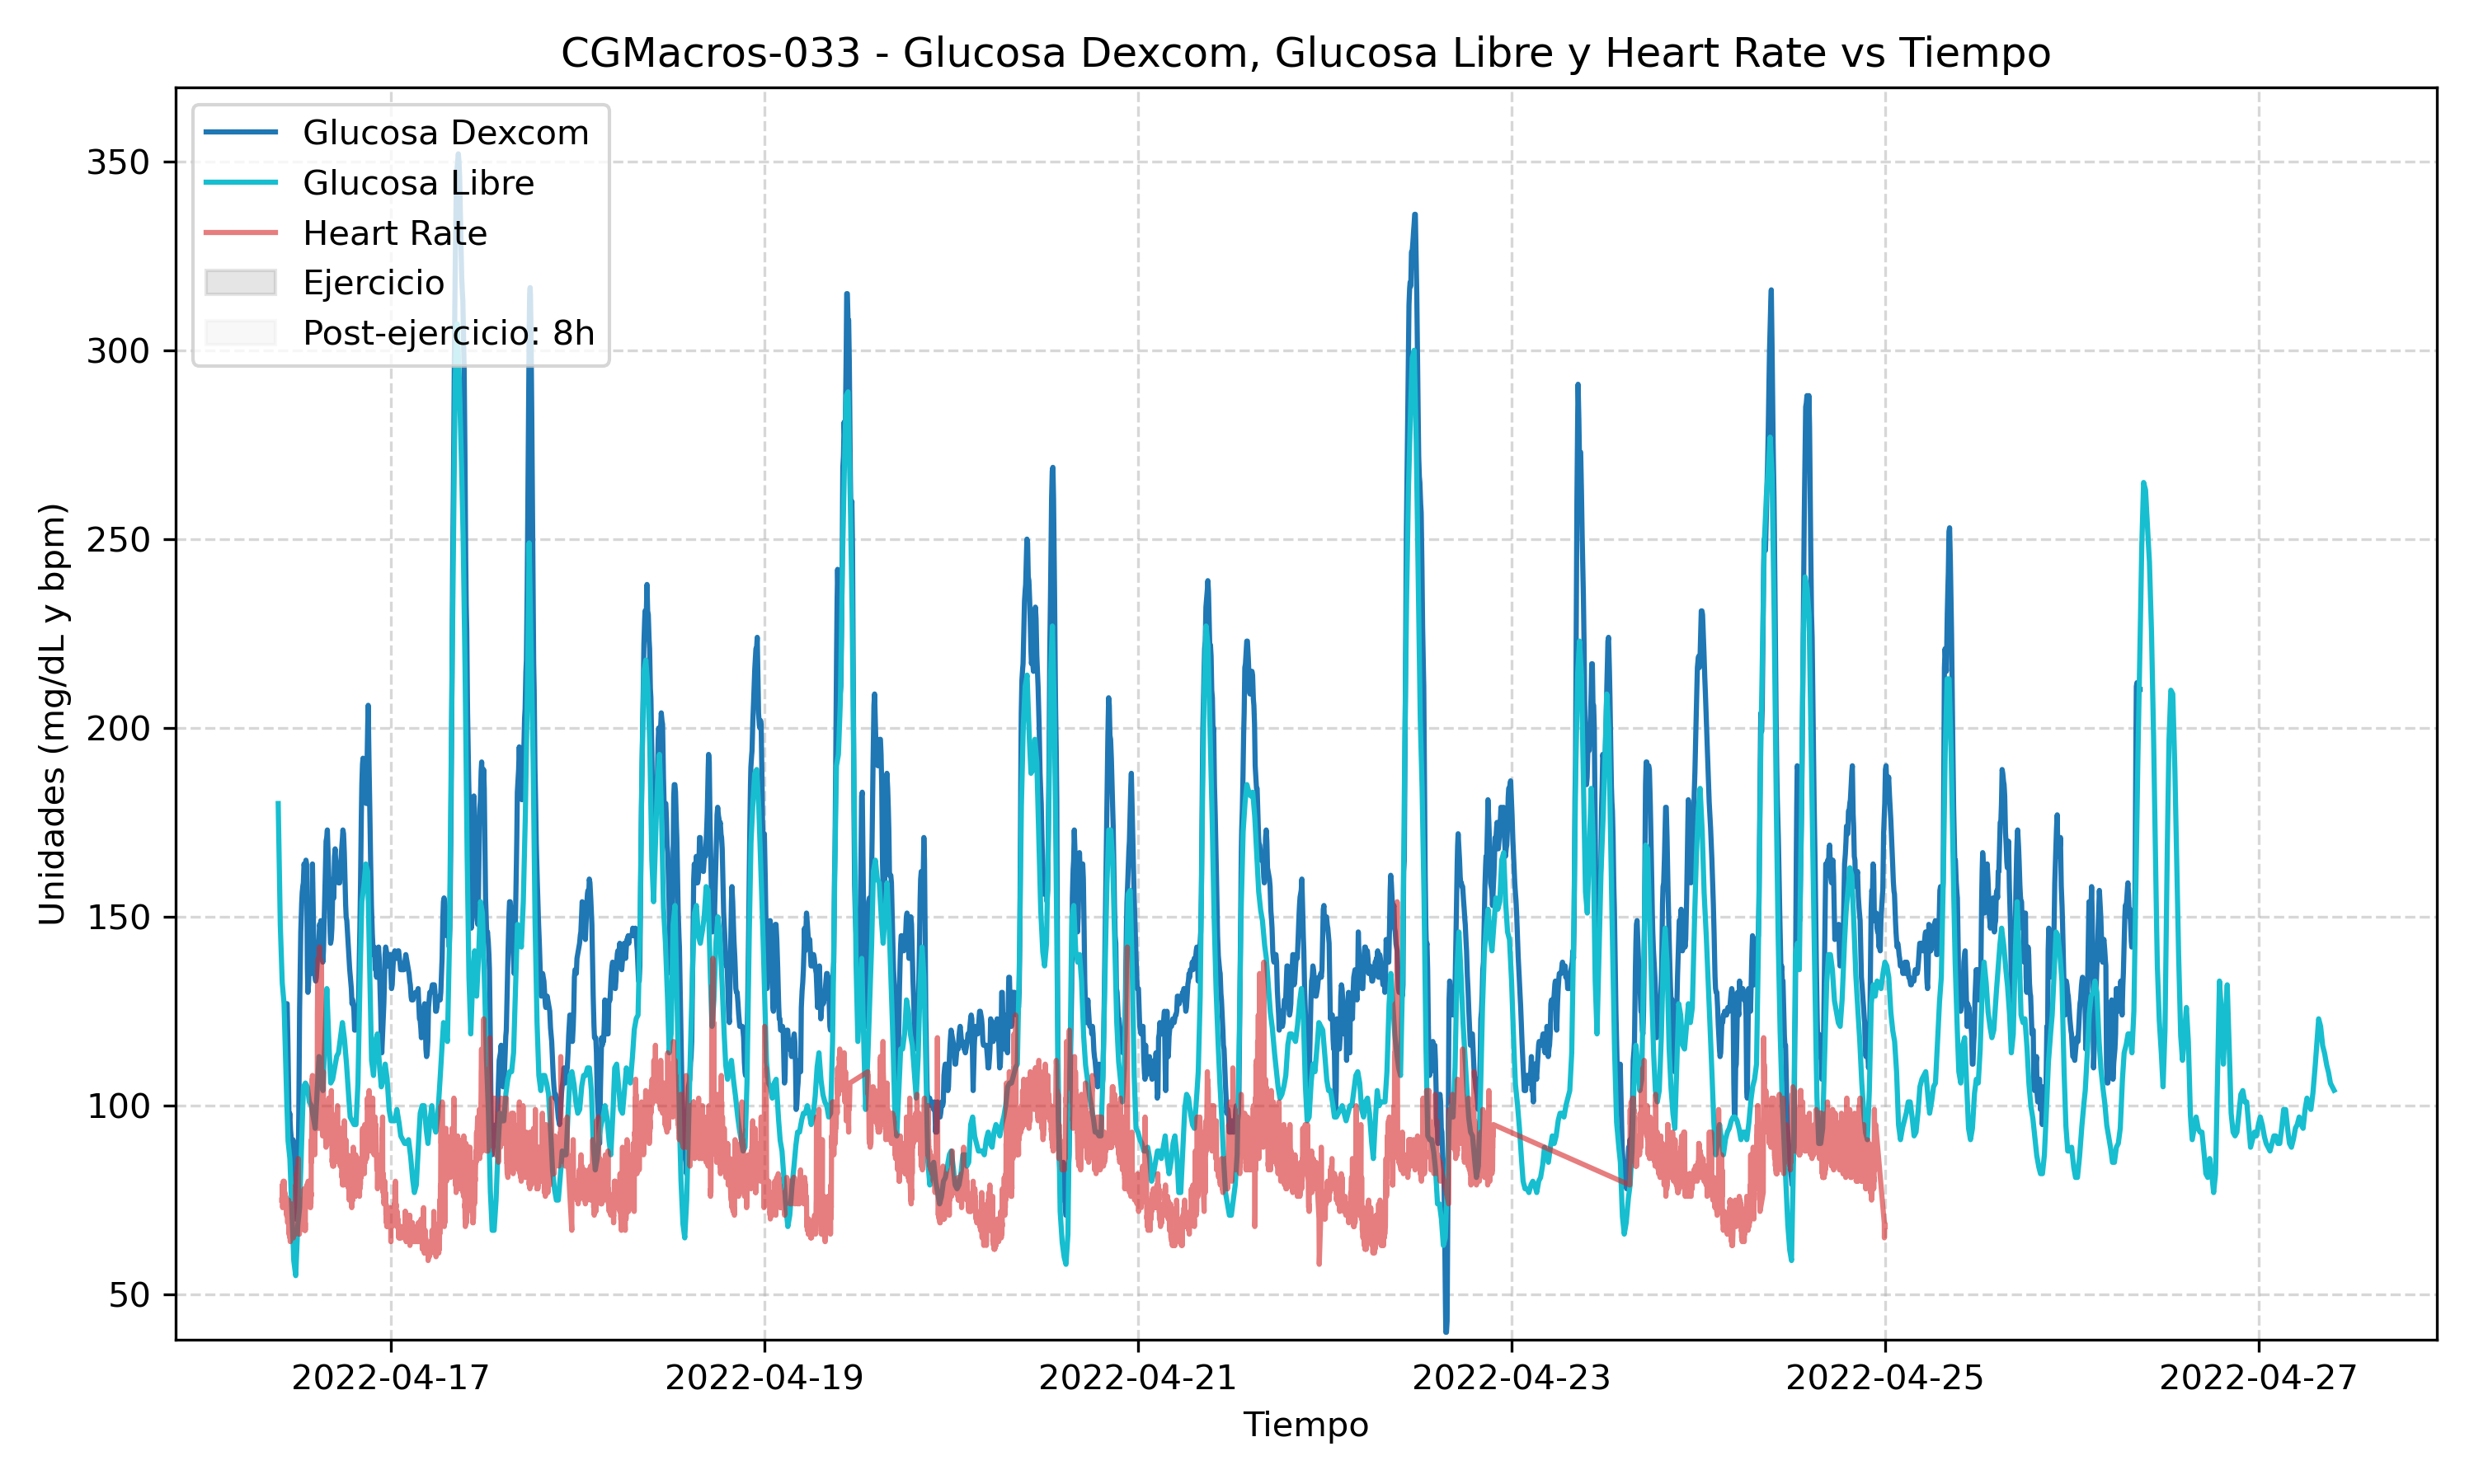 CGMacros-033 - Glucosa Dexcom, Glucosa Libre y Heart Rate vs Tiempo
Glucosa Dexcom
Glucosa Libre
Heart Rate
Ejercicio
Post-ejercicio: 8h
350
300
250
200
150
100
50
Unidades (mg/dL y bpm)
2022-04-17
2022-04-19
2022-04-21
2022-04-23
2022-04-25
2022-04-27
Tiempo